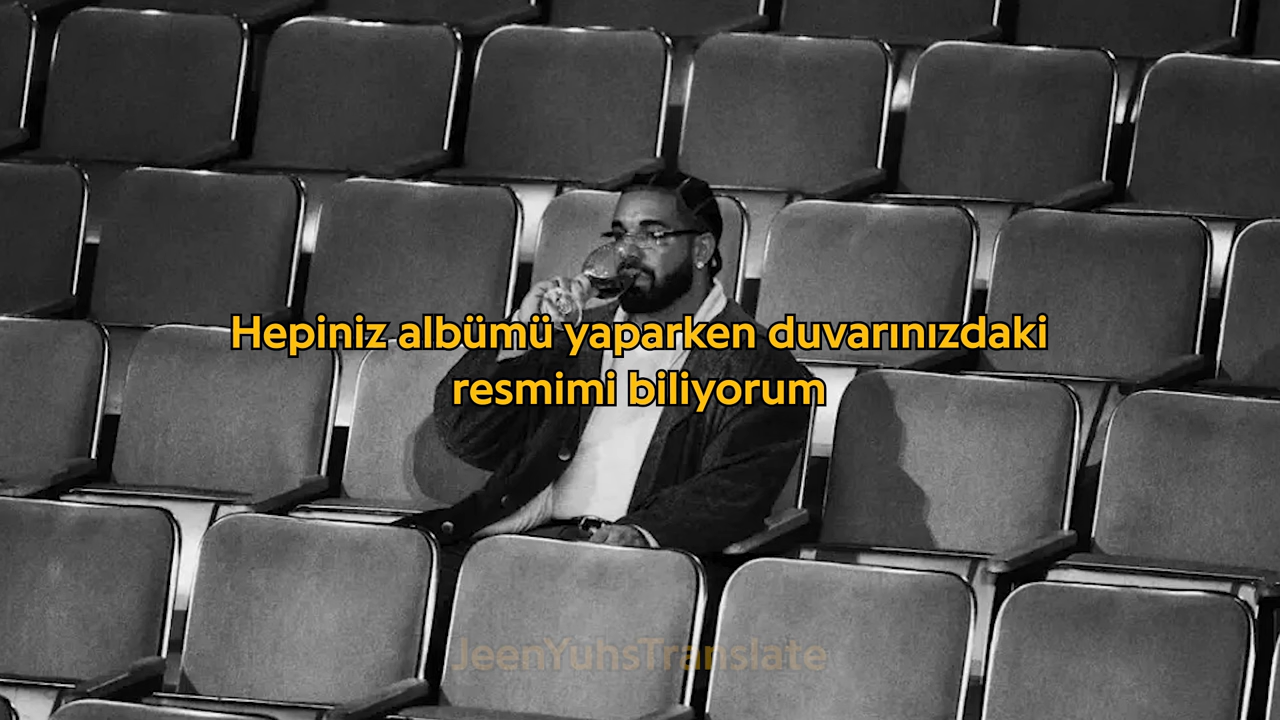 Hepiniz albümü yaparken duvarınızdaki
resmimi biliyorum
JeenYuhsTranslate